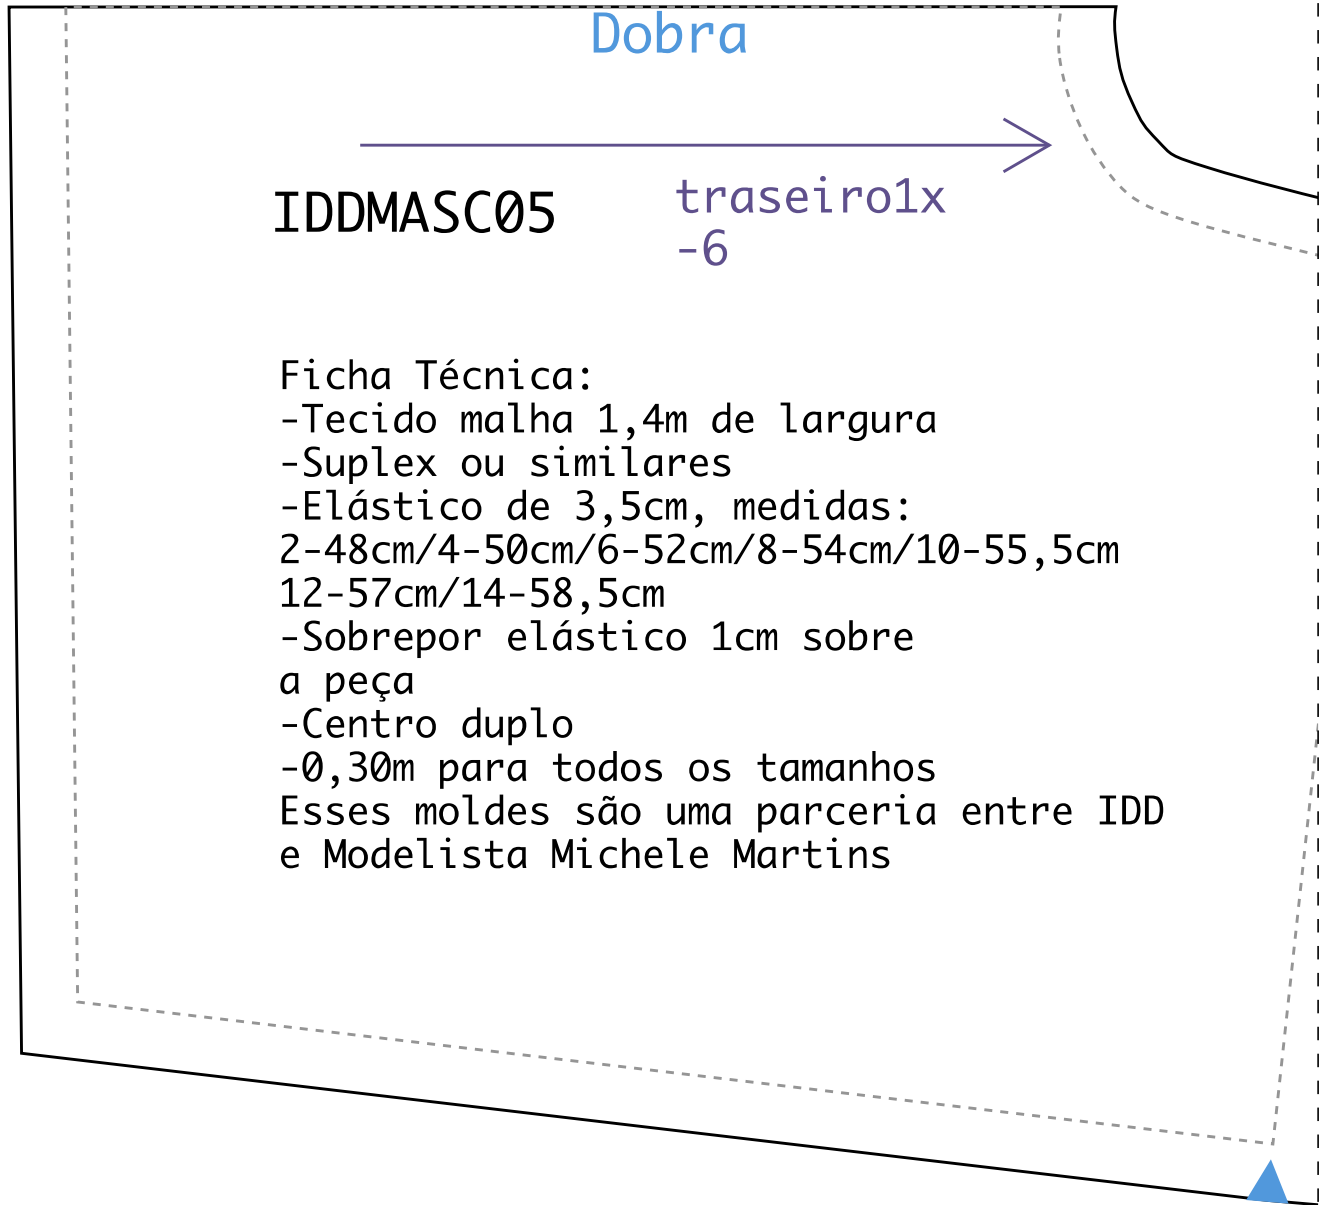 Dobra
IDDMASC05
traseiro1x
-6
Ficha Técnica:
-Tecido malha 1,4m de largura
-Suplex ou similares
-Elástico de 3,5cm, medidas:
2-48cm/4-50cm/6-52cm/8-54cm/10-55,5cm
12-57cm/14-58,5cm
-Sobrepor elástico 1cm sobre
a peça
-Centro duplo
-0,30m para todos os tamanhos
Esses moldes são uma parceria entre IDD
e Modelista Michele Martins